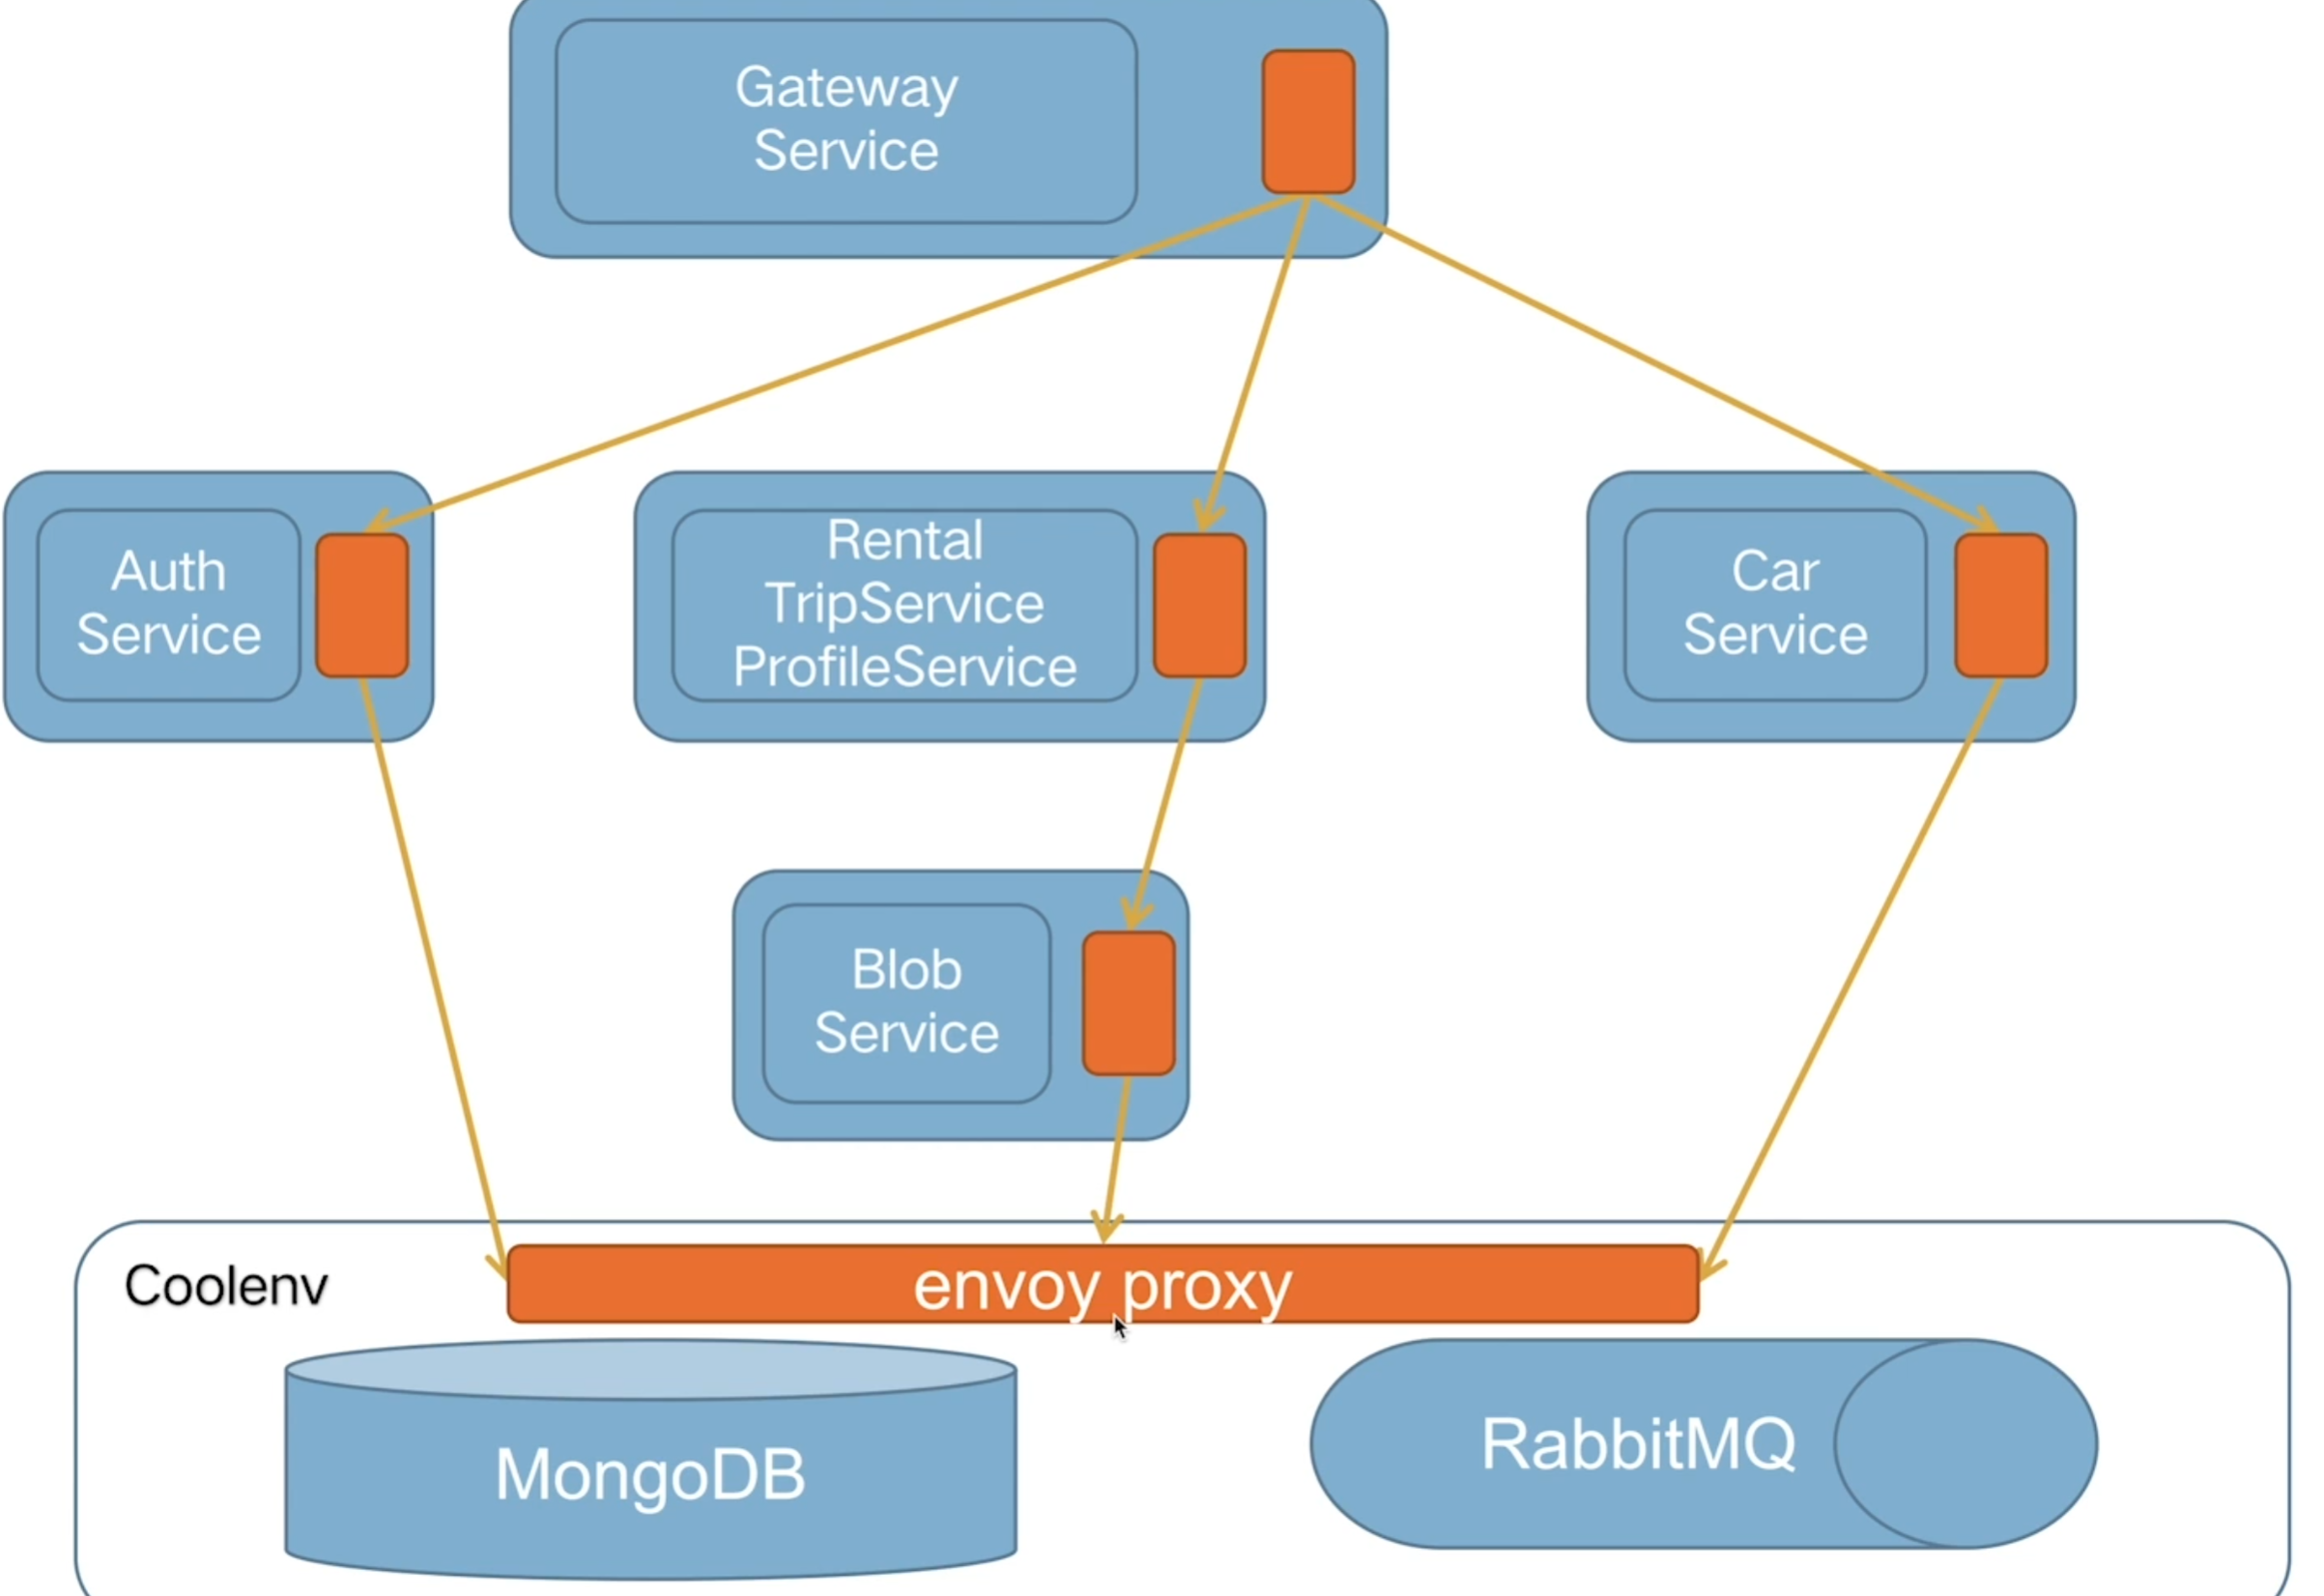 Gateway
Service
Auth
Service
Rental
TripService
ProfileService
Car
Service
Blob
Service
Coolenv
envoy proxy
MongoDB
RabbitMQ